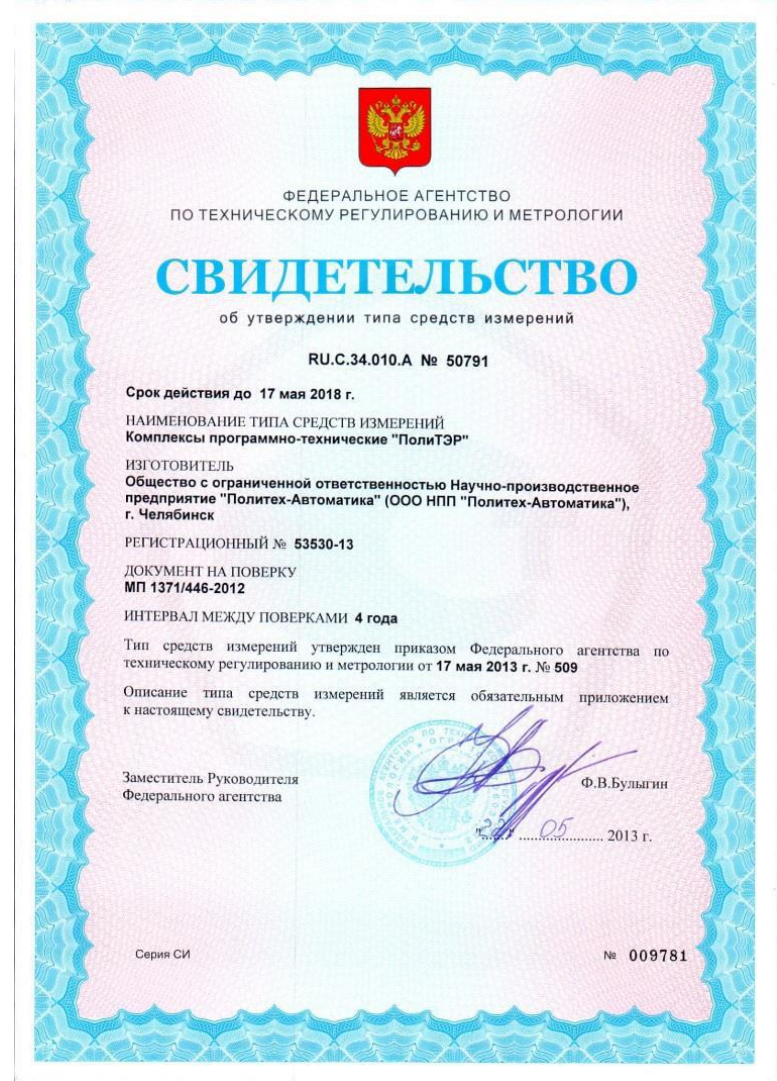 ФЕДЕРАЛЬНОЕ АГЕНТСТВО
ПО ТЕХНИЧЕСКОМУ РЕГУЛИРОВАНИЮ И МЕТРОЛОГИИ
СВИДЕТЕЛЬСТВО
об утверждении типа средств измерений
RU.C.34.010.A № 50791
Срок действия до 17 мая 2018 г.
НАИМЕНОВАНИЕ ТИПА СРЕДСТВ ИЗМЕРЕНИЙ
Комплексы программно-технические "ПолиТЭР"
ИЗГОТОВИТЕЛЬ
Общество с ограниченной ответственностью Научно-производственное
предприятие "Политех-Автоматика" (ООО НПП "Политех-Автоматика"),
г. Челябинск
РЕГИСТРАЦИОННЫЙ № 53530-13
ДОКУМЕНТ НА ПОВЕРКУ
МП 1371/446-2012
ИНТЕРВАЛ МЕЖДУ ПОВЕРКАМИ 4 года
Тип средств измерений утвержден приказом Федерального агентства по
техническому регулированию и метрологии от 17 мая 2013 г. № 509
Описание типа средств измерений является обязательным приложением
к настоящему свидетельству.
Заместитель Руководителя
Федерального агентства
Ф.В.Булыгин
"22" 05 2013 г.
Серия СИ
№ 009781